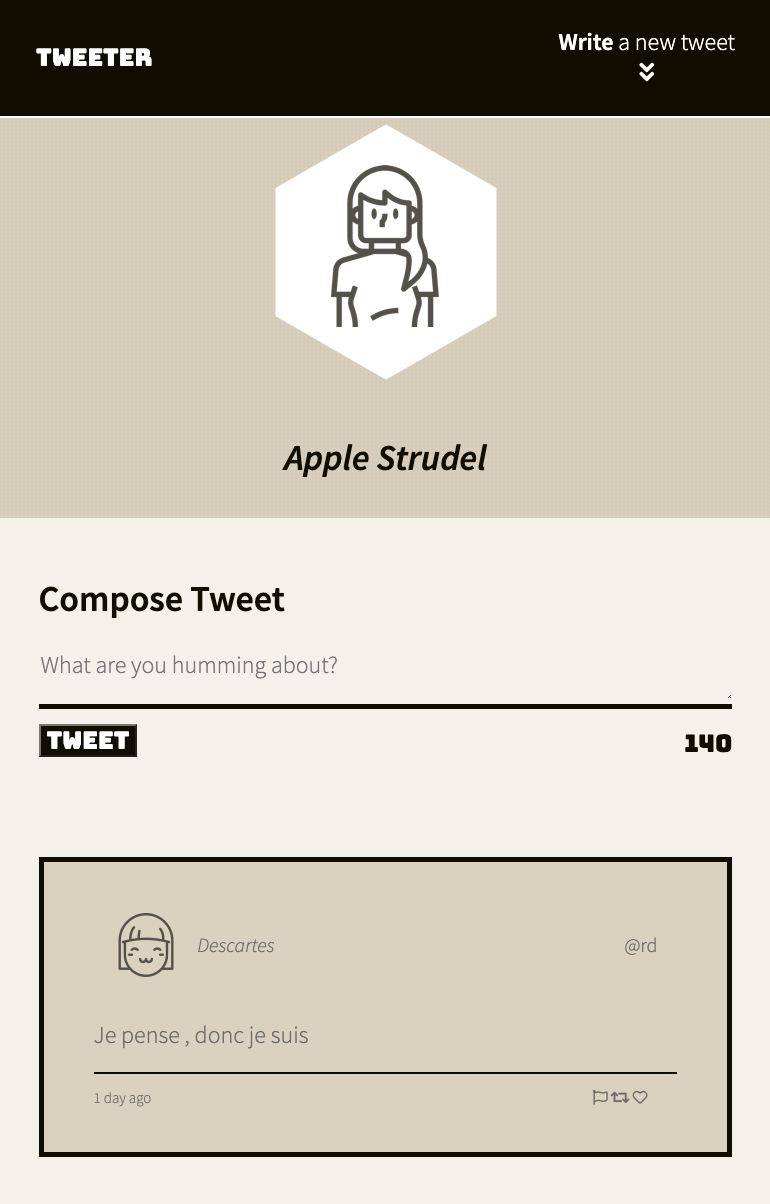 TWEETER
Write a new tweet
Apple Strudel
Compose Tweet
What are you humming about?
TWEET
140
Descartes
@rd
Je pense , donc je suis
1 day ago